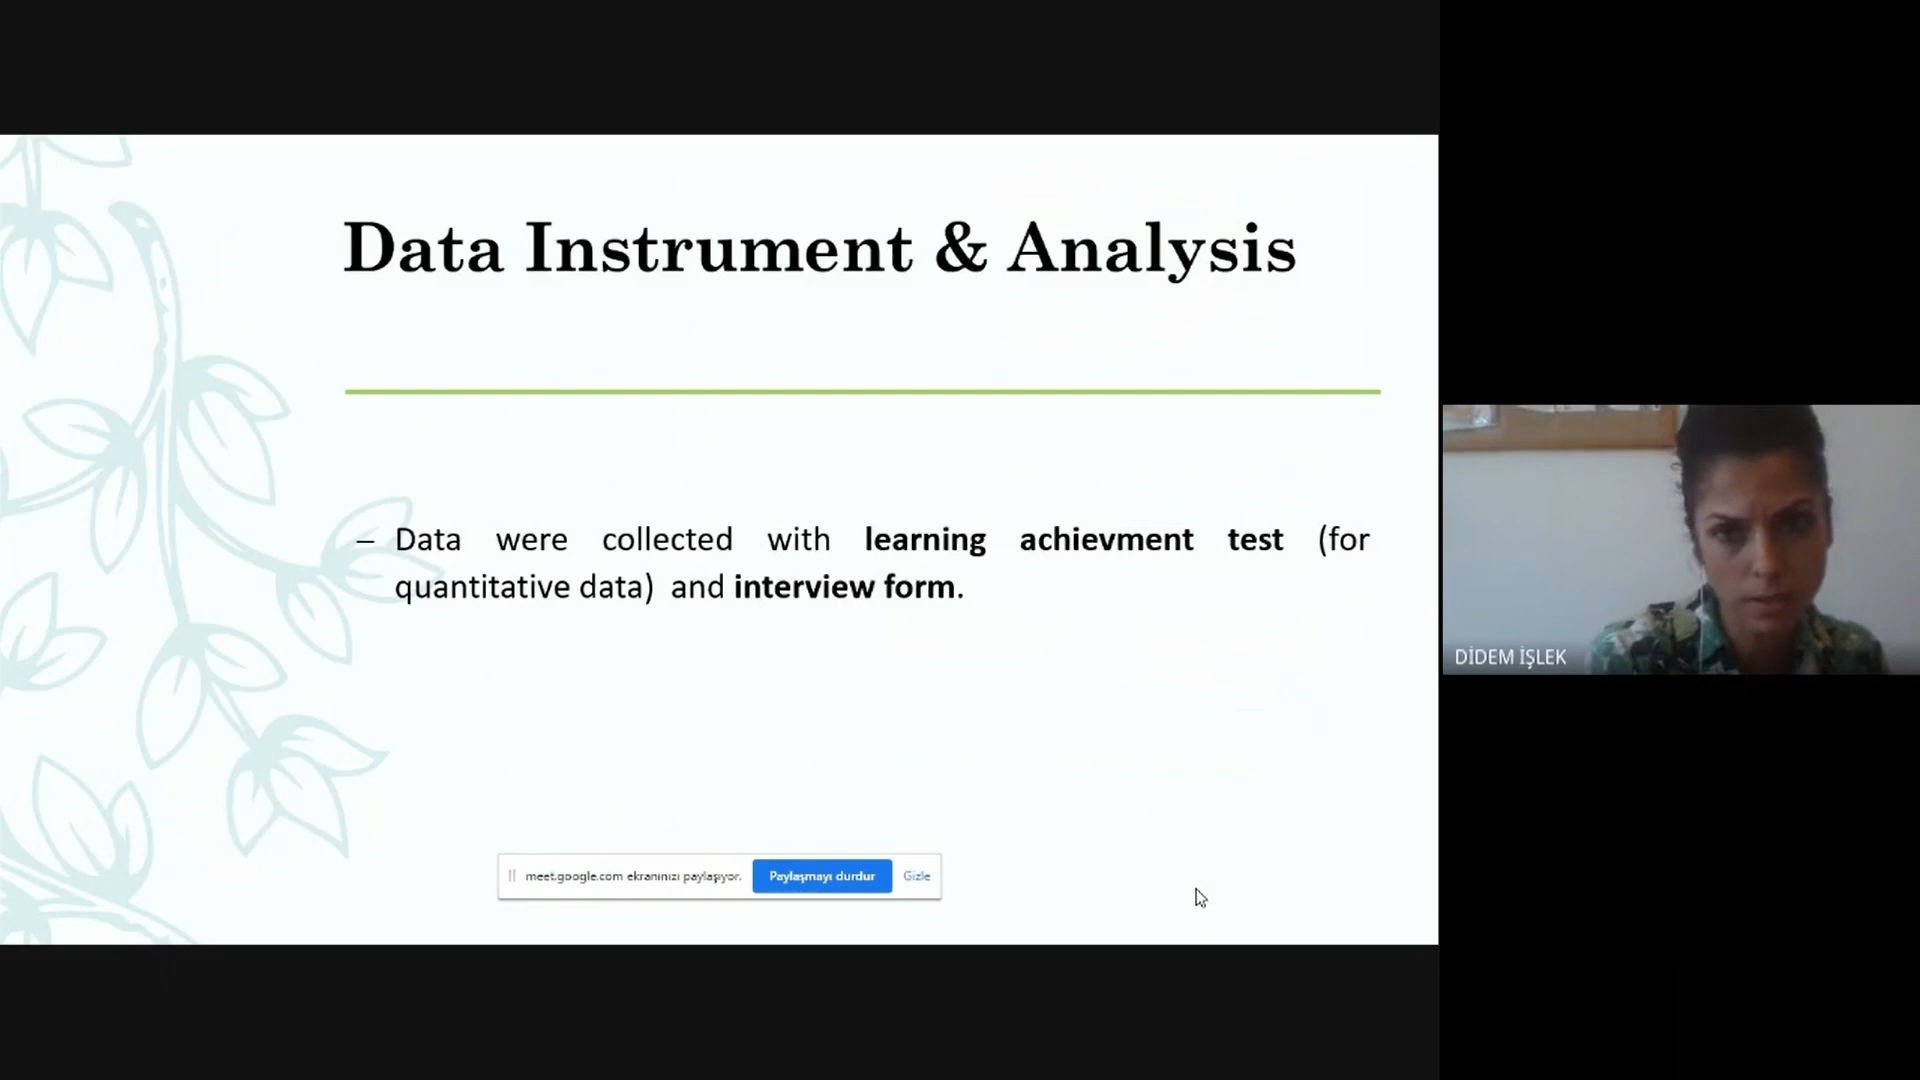 Data Instrument & Analysis
– Data were collected with learning achievment test (for
quantitative data) and interview form.
meet.google.com ekranınızı paylaşıyor. Paylaşmayı durdur Gizle
DİDEM İŞLEK